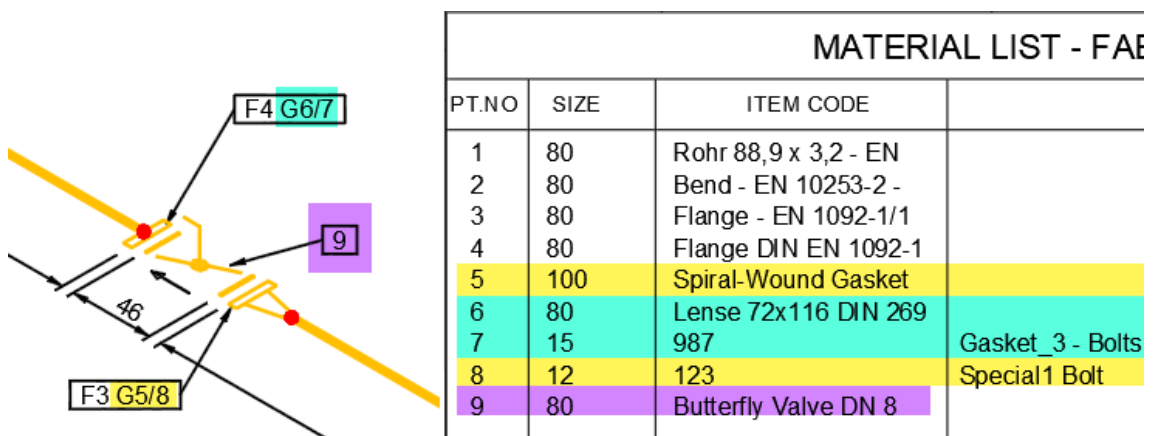 F4 G6/7
9
46
F3 G5/8
MATERIAL LIST - FAB
PT.NO SIZE ITEM CODE
1 80 Rohr 88,9 x 3,2 - EN
2 80 Bend - EN 10253-2 -
3 80 Flange - EN 1092-1/1
4 80 Flange DIN EN 1092-1
5 100 Spiral-Wound Gasket
6 80 Lense 72x116 DIN 269
7 15 987 Gasket_3 - Bolts
8 12 123 Special1 Bolt
9 80 Butterfly Valve DN 8